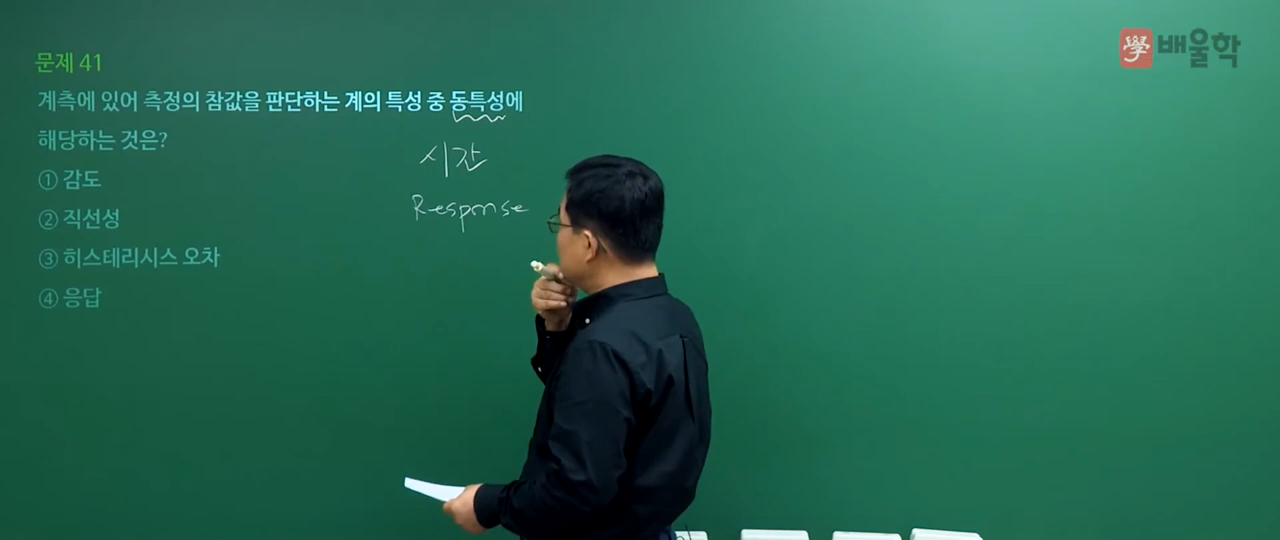 學 배울학
문제 41
계측에 있어 측정의 참값을 판단하는 계의 특성 중 동특성에
해당하는 것은?
시간
① 감도
Response
② 직선성
③ 히스테리시스 오차
④ 응답